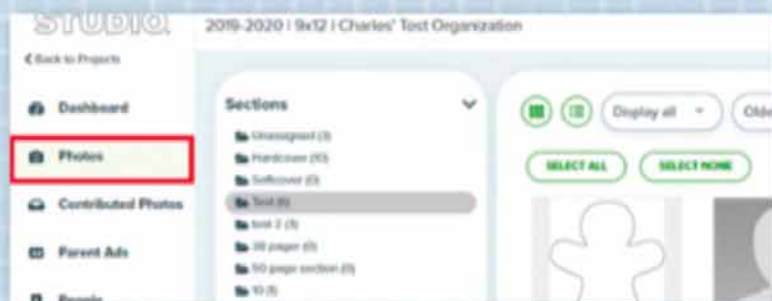 STUDIO
2019-2020 | 9x12 | Charles' Test Organization
Back to Projects
Dashboard
Photos
Contributed Photos
Parent Ads
People
Sections
Unassigned (3)
Hardcover (10)
Softcover (0)
Test (6)
test 2 (3)
38 pager (0)
50 page section (0)
Display all
SELECT ALL
SELECT NONE